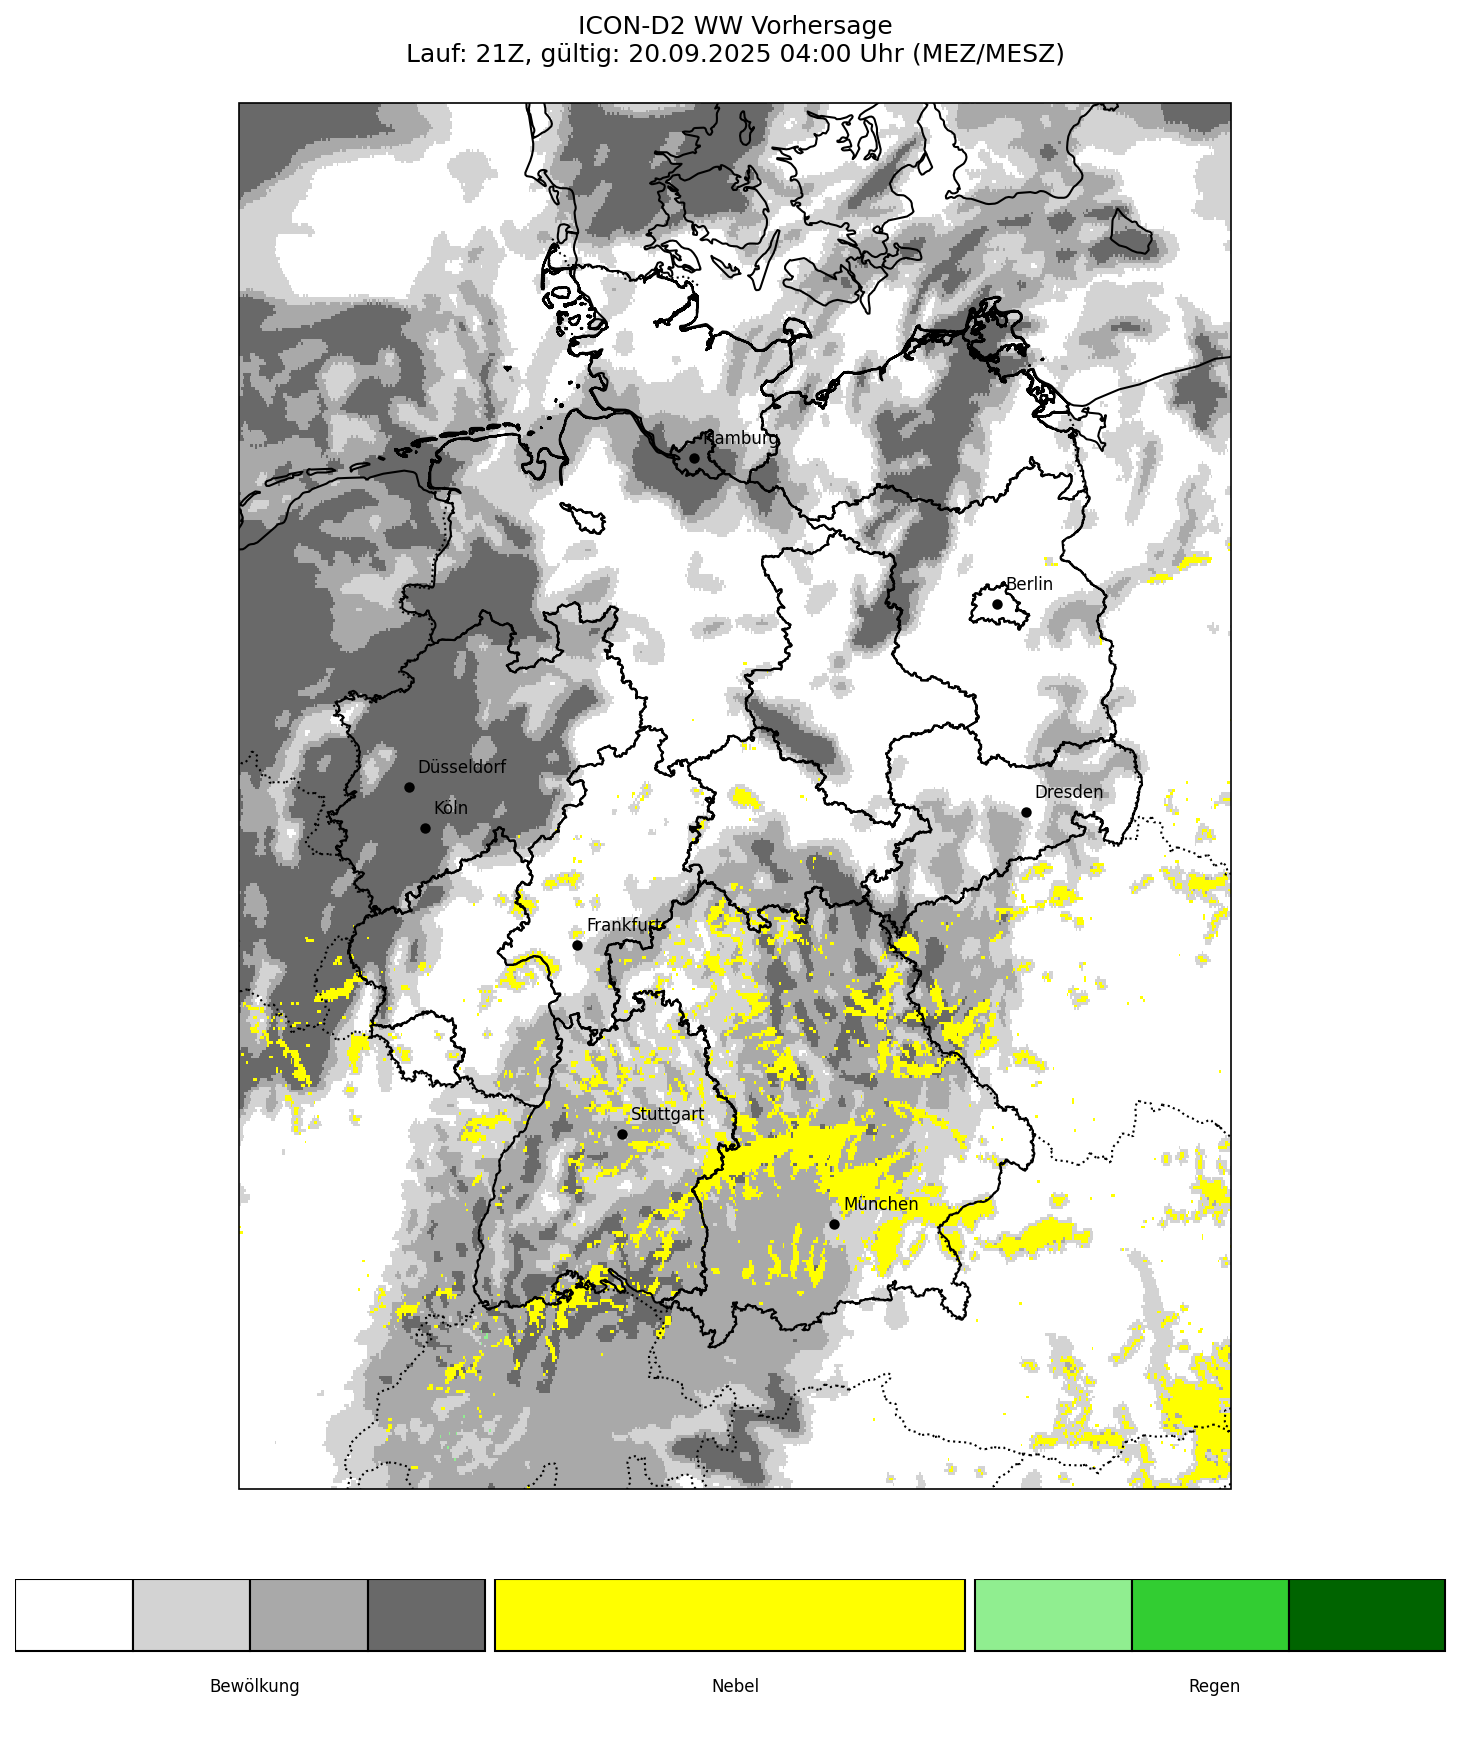 ICON-D2 WW Vorhersage
Lauf: 21Z, gültig: 20.09.2025 04:00 Uhr (MEZ/MESZ)
Hamburg
Berlin
Düsseldorf
Dresden
Köln
Frankfurt
Stuttgart
München
Bewölkung
Nebel
Regen